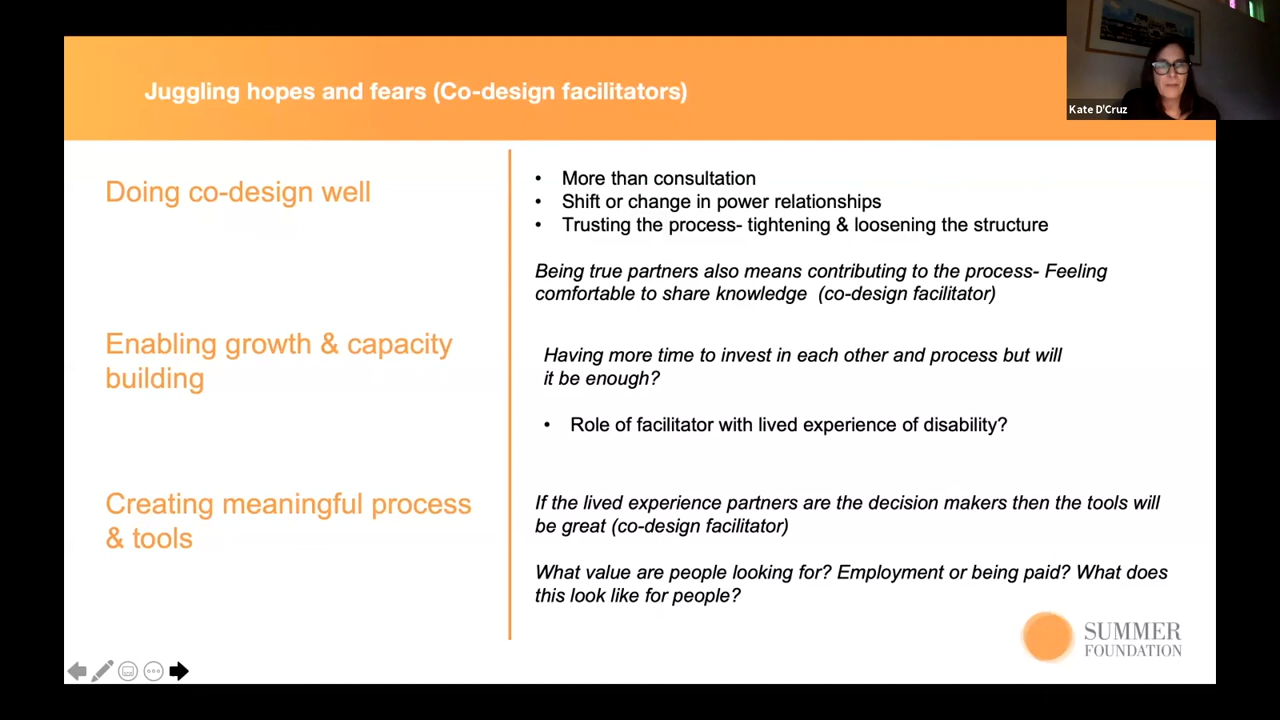 Juggling hopes and fears (Co-design facilitators)
Kate D'Cruz
Doing co-design well
• More than consultation
• Shift or change in power relationships
• Trusting the process- tightening & loosening the structure
Being true partners also means contributing to the process- Feeling
comfortable to share knowledge (co-design facilitator)
Enabling growth & capacity
building
Having more time to invest in each other and process but will
it be enough?
• Role of facilitator with lived experience of disability?
Creating meaningful process
& tools
If the lived experience partners are the decision makers then the tools will
be great (co-design facilitator)
What value are people looking for? Employment or being paid? What does
this look like for people?
SUMMER
FOUNDATION